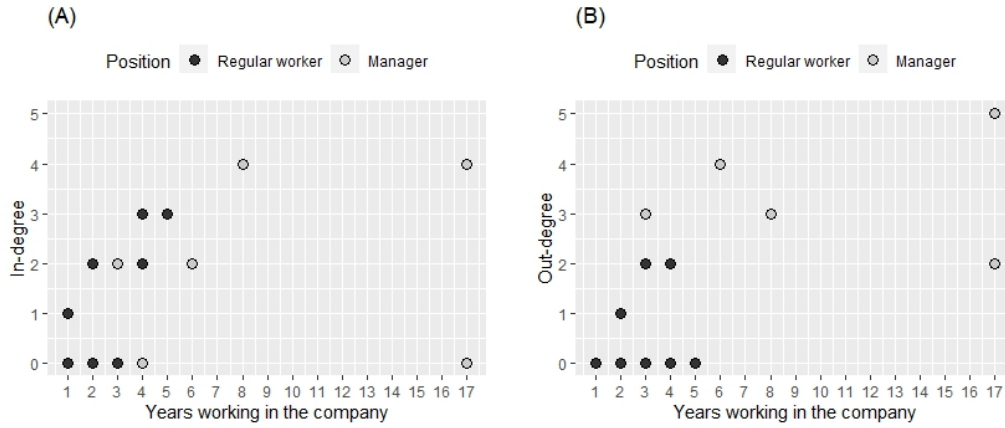 (A)
Position Regular worker Manager
In-degree
5
4
3
2
1
0
1 2 3 4 5 6 7 8 9 10 11 12 13 14 15 16 17
Years working in the company
(B)
Position Regular worker Manager
Out-degree
5
4
3
2
1
0
1 2 3 4 5 6 7 8 9 10 11 12 13 14 15 16 17
Years working in the company